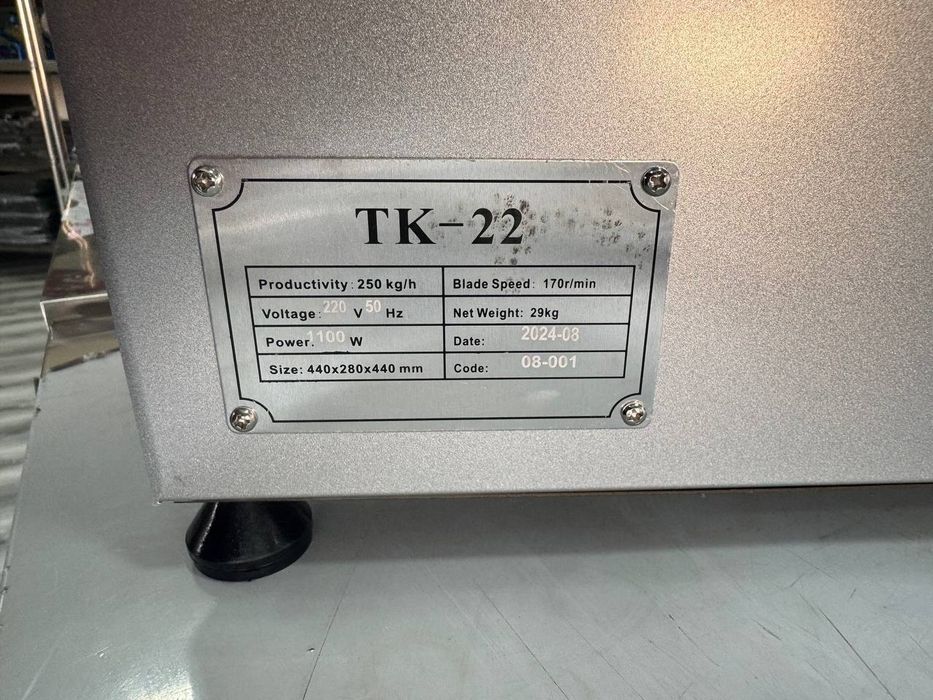 TK-22
Productivity: 250 kg/h Blade Speed: 170r/min
Voltage: 220 V 50 Hz Net Weight: 29kg
Power: 1100 W Date: 2024-08
Size: 440x280x440 mm Code: 08-001